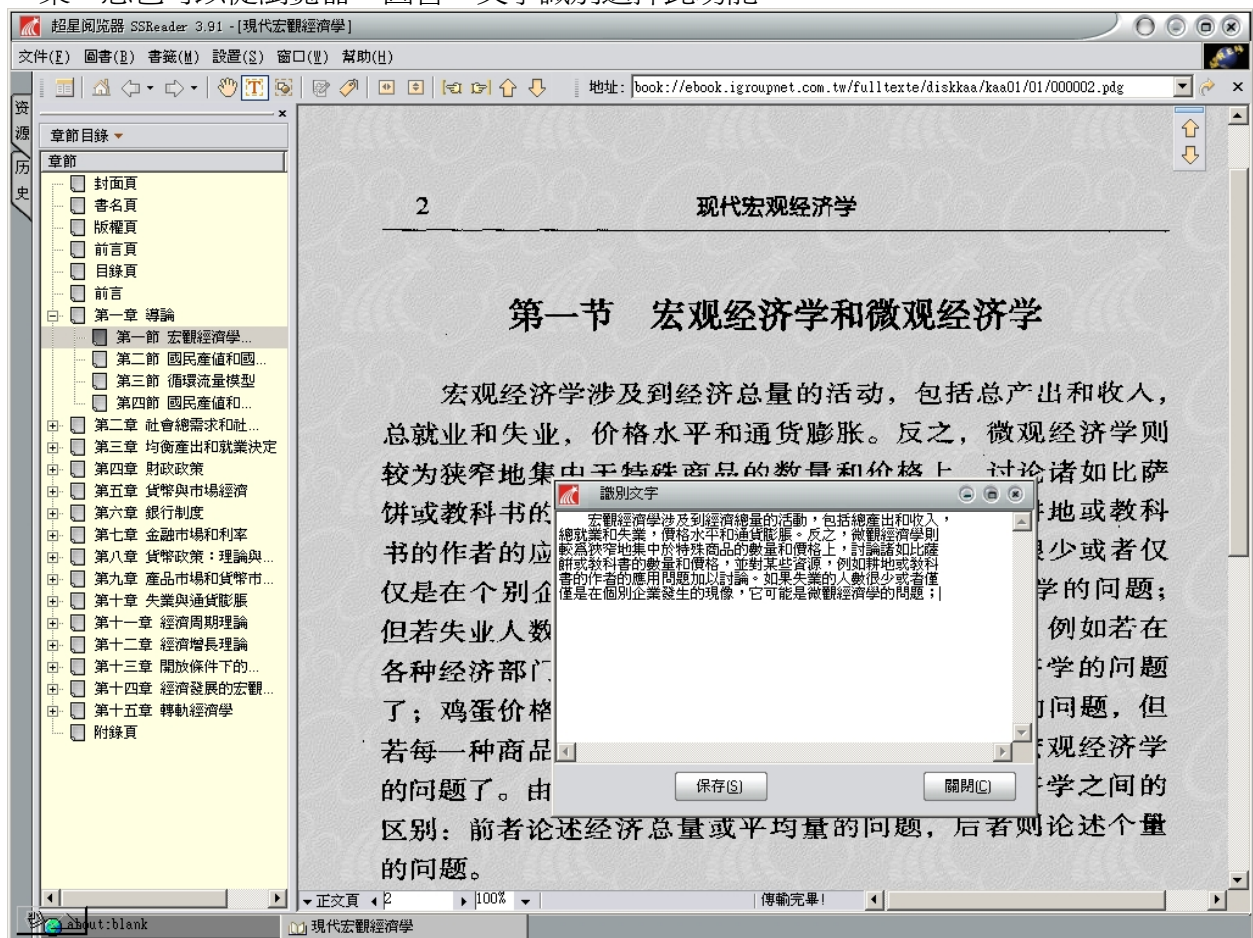 超星阅览器 SSReader 3.91 -[現代宏觀經濟學]
文件(F) 圖書(B) 書簽(M) 設置(S) 窗口(W) 幫助(H)
地址: book://ebook.igroupnet.com.tw/fulltexte/diskkaa/kaa01/01/000002.pdg
资源
历史
章節目錄
章節
封面頁
書名頁
版權頁
前言頁
目錄頁
前言
第一章 導論
第一節 宏觀經濟學...
第二節 國民產值和國...
第三節 循環流量模型
第四節 國民產值和...
第二章 社會總需求和社...
第三章 均衡產出和就業決定
第四章 財政政策
第五章 貨幣與市場經濟
第六章 銀行制度
第七章 金融市場和利率
第八章 貨幣政策：理論與...
第九章 產品市場和貨幣市...
第十章 失業與通貨膨脹
第十一章 經濟周期理論
第十二章 經濟增長理論
第十三章 開放條件下的...
第十四章 經濟發展的宏觀...
第十五章 轉軌經濟學
附錄頁
2 现代宏观经济学
第一节 宏观经济学和微观经济学
宏观经济学涉及到经济总量的活动，包括总产出和收入，
总就业和失业，价格水平和通货膨胀。反之，微观经济学则
较为狭窄地集中于特殊商品的数量和价格上，讨论诸如比萨
饼或教科书的 耕地或教科
书的作者的应 很少或者仅
仅是在个别企 学的问题；
但若失业人数 例如若在
各种经济部门 学的问题
了；鸡蛋价格 问题，但
若每一种商品 观经济学
的问题了。由 学之间的
区别：前者论述经济总量或平均量的问题，后者则论述个量
的问题。
識別文字
宏觀經濟學涉及到經濟總量的活動，包括總產出和收入，
總就業和失業，價格水平和通貨膨脹。反之，微觀經濟學則
較爲狹窄地集中於特殊商品的數量和價格上，討論諸如比薩
餅或教科書的數量和價格，並對某些資源，例如耕地或教科
書的作者的應用問題加以討論。如果失業的人數很少或者僅
僅是在個別企業發生的現像，它可能是微觀經濟學的問題；
保存(S) 關閉(C)
正文頁 2 100% 傳輸完畢!
about:blank 現代宏觀經濟學